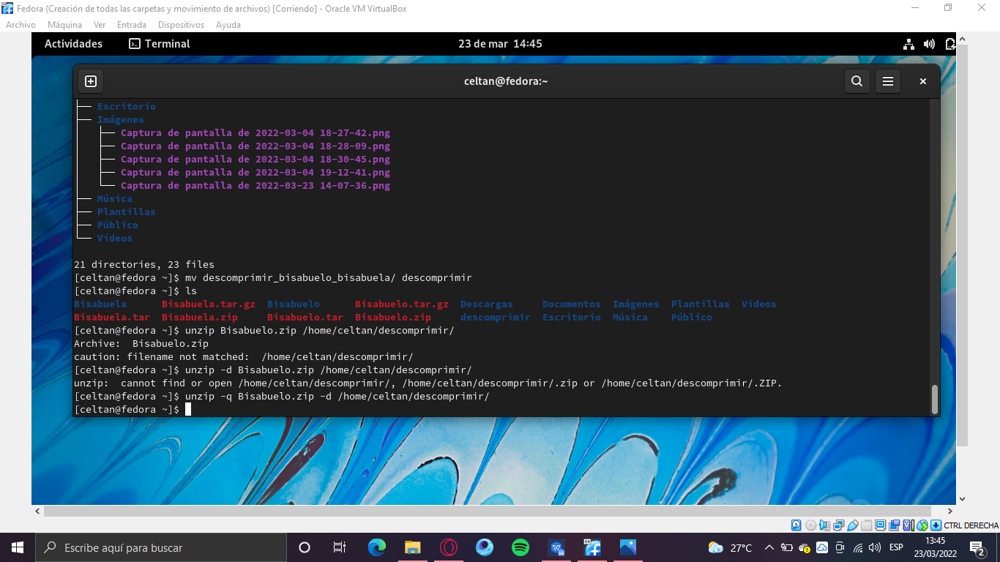 Fedora (Creación de todas las carpetas y movimiento de archivos) [Corriendo] - Oracle VM VirtualBox
Archivo Máquina Ver Entrada Dispositivos Ayuda
Actividades Terminal 23 de mar 14:45
celtan@fedora:~
├── Escritorio
├── Imágenes
│   ├── Captura de pantalla de 2022-03-04 18-27-42.png
│   ├── Captura de pantalla de 2022-03-04 18-28-09.png
│   ├── Captura de pantalla de 2022-03-04 18-30-45.png
│   ├── Captura de pantalla de 2022-03-04 19-12-41.png
│   └── Captura de pantalla de 2022-03-23 14-07-36.png
├── Música
├── Plantillas
├── Público
└── Vídeos
21 directories, 23 files
[celtan@fedora ~]$ mv descomprimir_bisabuelo_bisabuela/ descomprimir
[celtan@fedora ~]$ ls
Bisabuela Bisabuela.tar.gz Bisabuelo Bisabuelo.tar.gz Descargas Documentos Imágenes Plantillas Vídeos
Bisabuela.tar Bisabuela.zip Bisabuelo.tar Bisabuelo.zip descomprimir Escritorio Música Público
[celtan@fedora ~]$ unzip Bisabuelo.zip /home/celtan/descomprimir/
Archive:  Bisabuelo.zip
caution: filename not matched:  /home/celtan/descomprimir/
[celtan@fedora ~]$ unzip -d Bisabuelo.zip /home/celtan/descomprimir/
unzip:  cannot find or open /home/celtan/descomprimir/, /home/celtan/descomprimir/.zip or /home/celtan/descomprimir/.ZIP.
[celtan@fedora ~]$ unzip -q Bisabuelo.zip -d /home/celtan/descomprimir/
[celtan@fedora ~]$
CTRL DERECHA
Escribe aquí para buscar
27°C
ESP
13:45
23/03/2022
2